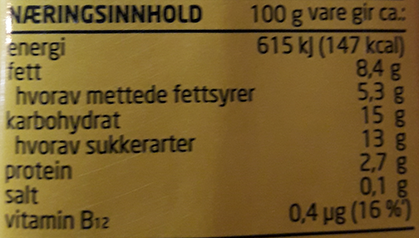 NÆRINGSINNHOLD 100 g vare gir ca.:
energi 615 kJ (147 kcal)
fett 8,4 g
hvorav mettede fettsyrer 5,3 g
karbohydrat 15 g
hvorav sukkerarter 13 g
protein 2,7 g
salt 0,1 g
vitamin B12 0,4 µg (16 %*)